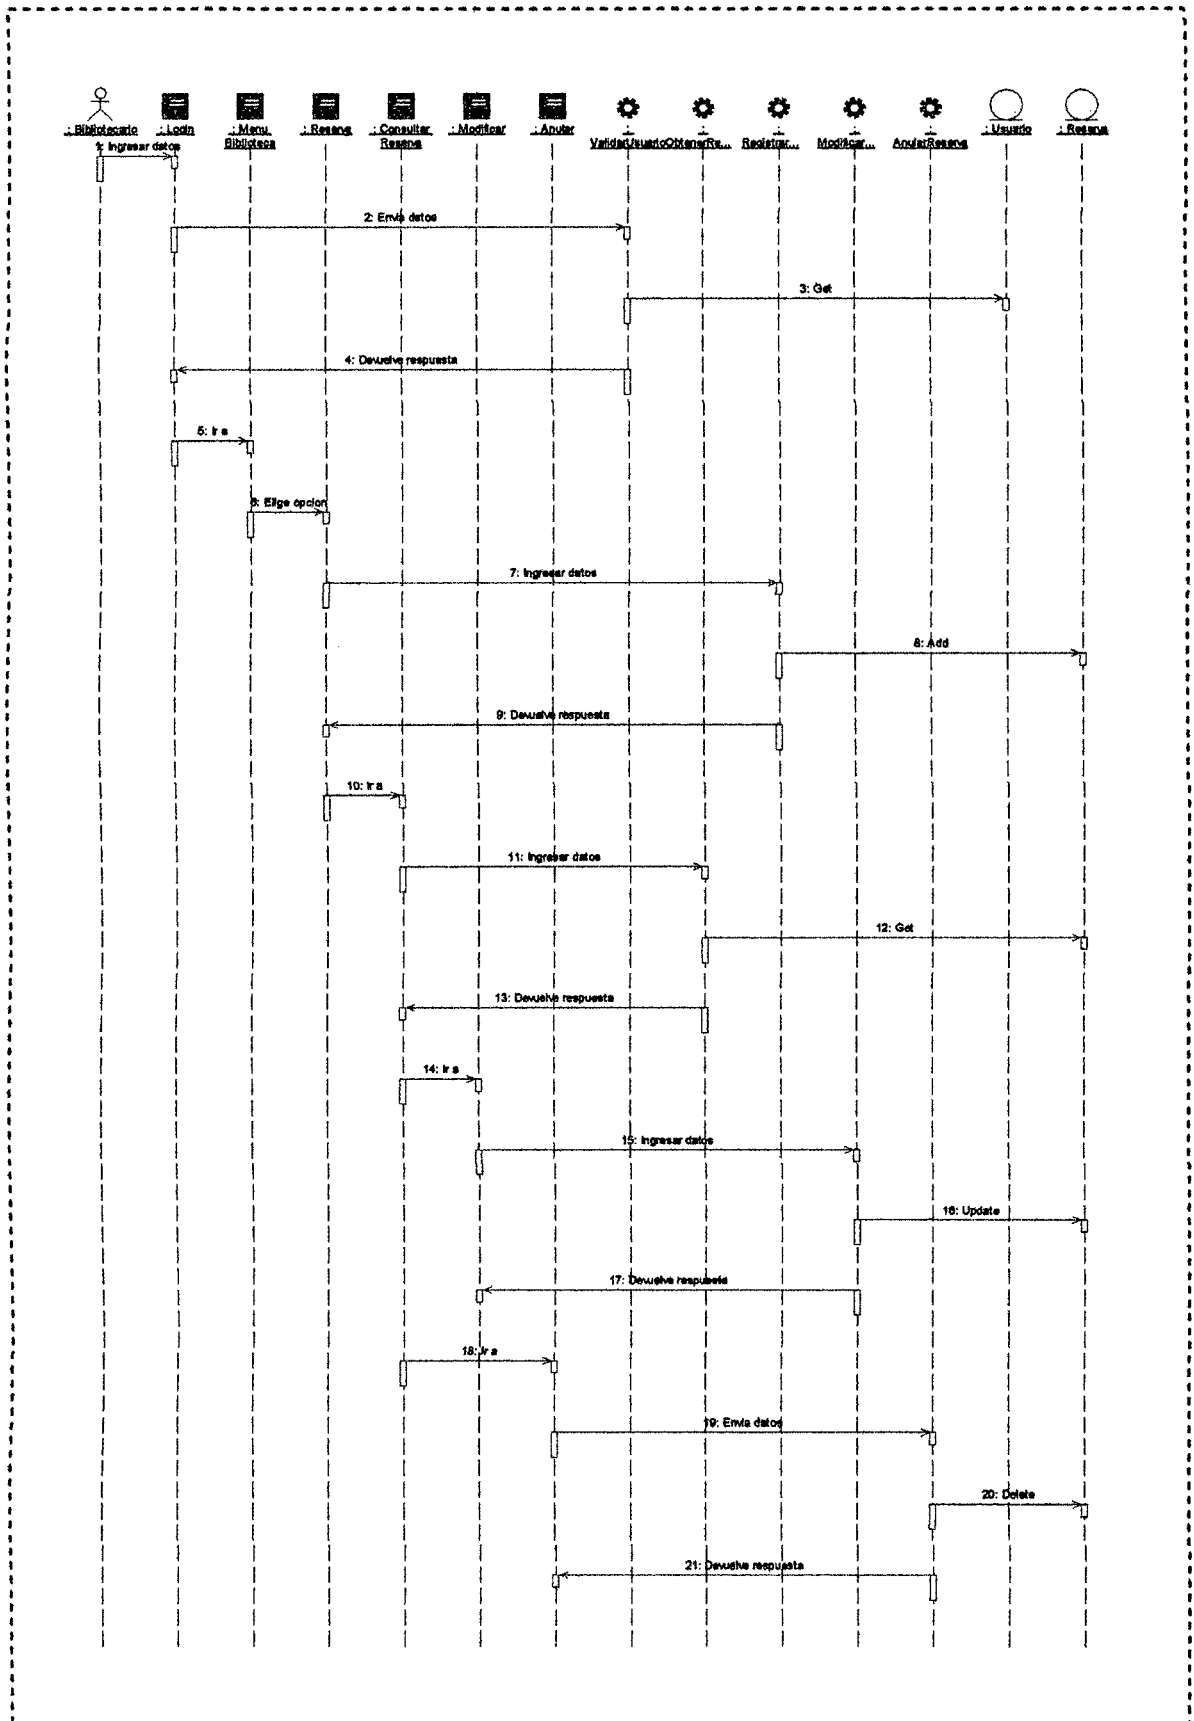 : Bibliotecario
: Login
: Menu
Biblioteca
: Reserva
: Consultar
Reserva
: Modificar
: Anular
:
ValidarUsuario
:
ObtenerRe...
:
Registrar...
:
Modificar...
:
AnularReserva
: Usuario
: Reserva
1: Ingresar datos
2: Envia datos
3: Get
4: Devuelve respuesta
5: Ir a
6: Elige opcion
7: Ingresar datos
8: Add
9: Devuelve respuesta
10: Ir a
11: Ingresar datos
12: Get
13: Devuelve respuesta
14: Ir a
15: Ingresar datos
16: Update
17: Devuelve respuesta
18: Ir a
19: Envia datos
20: Delete
21: Devuelve respuesta